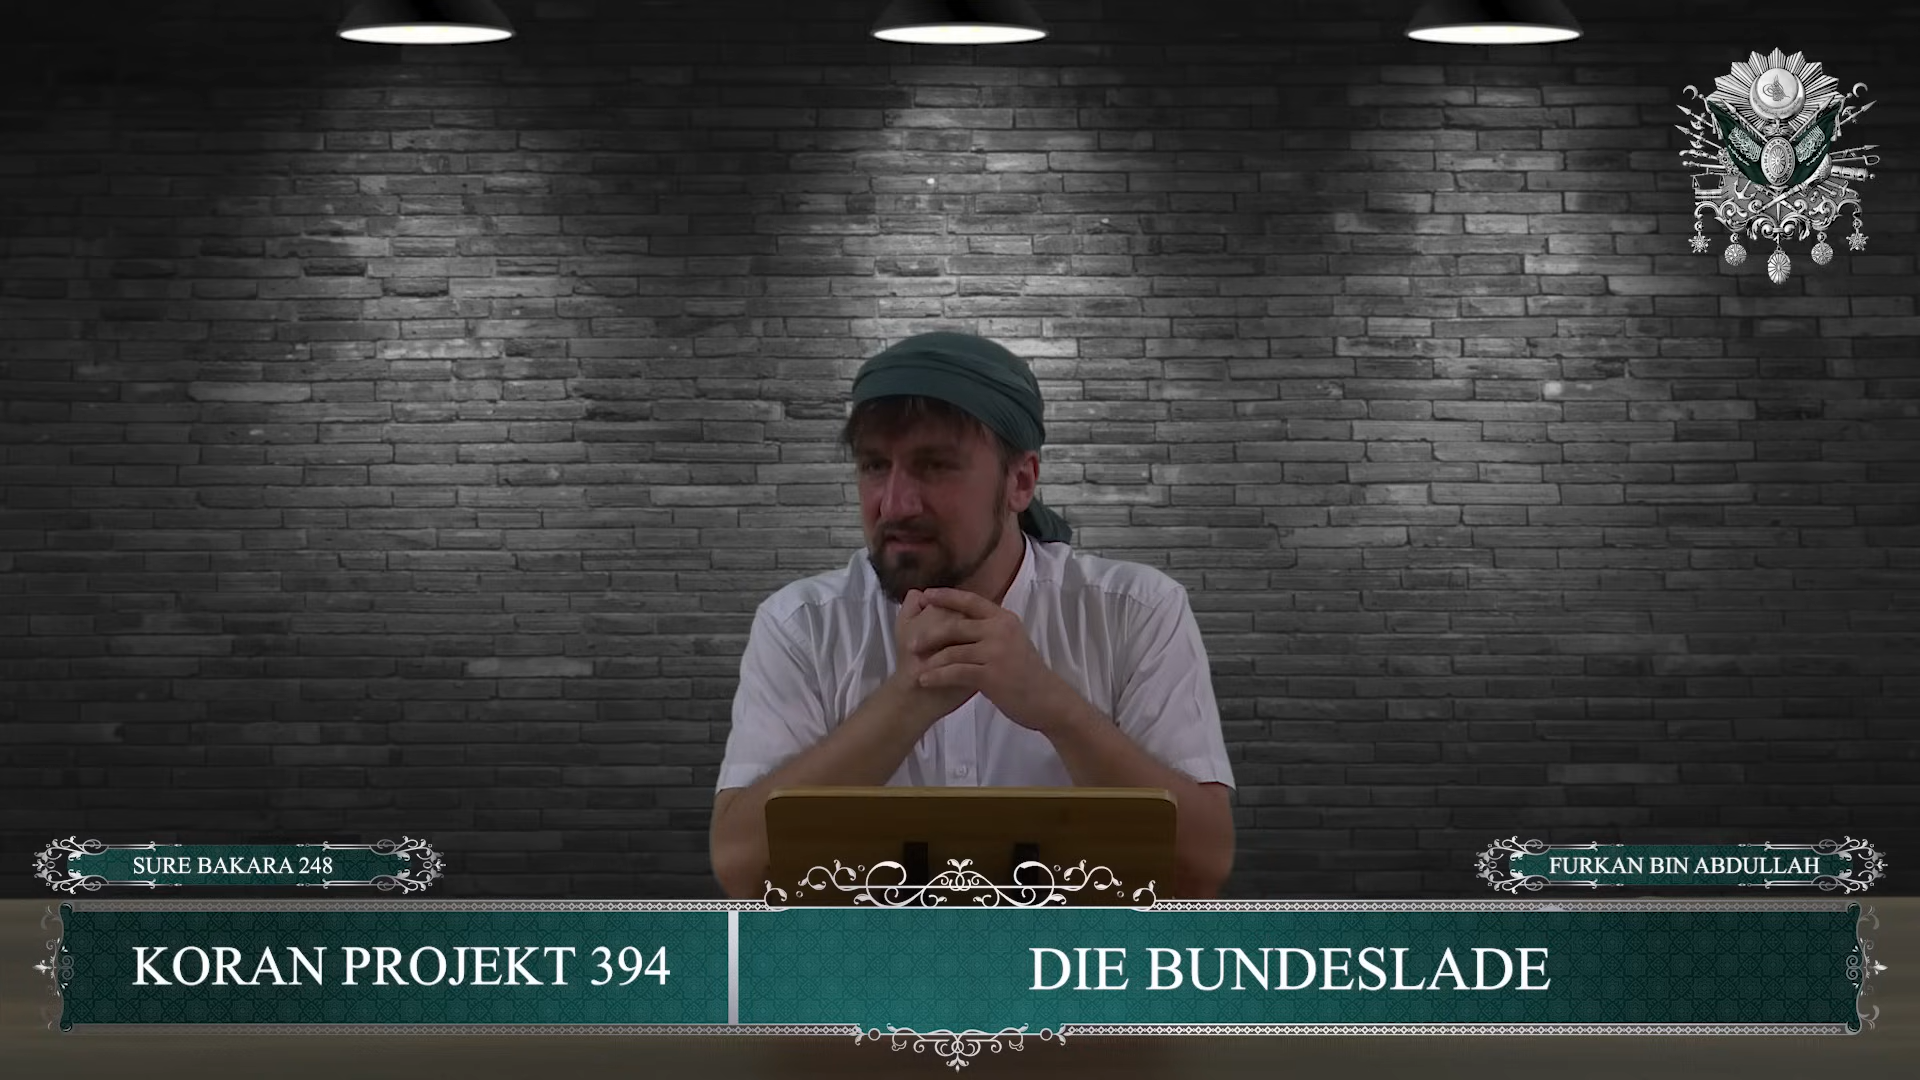 SURE BAKARA 248
FURKAN BIN ABDULLAH
KORAN PROJEKT 394
DIE BUNDESLADE